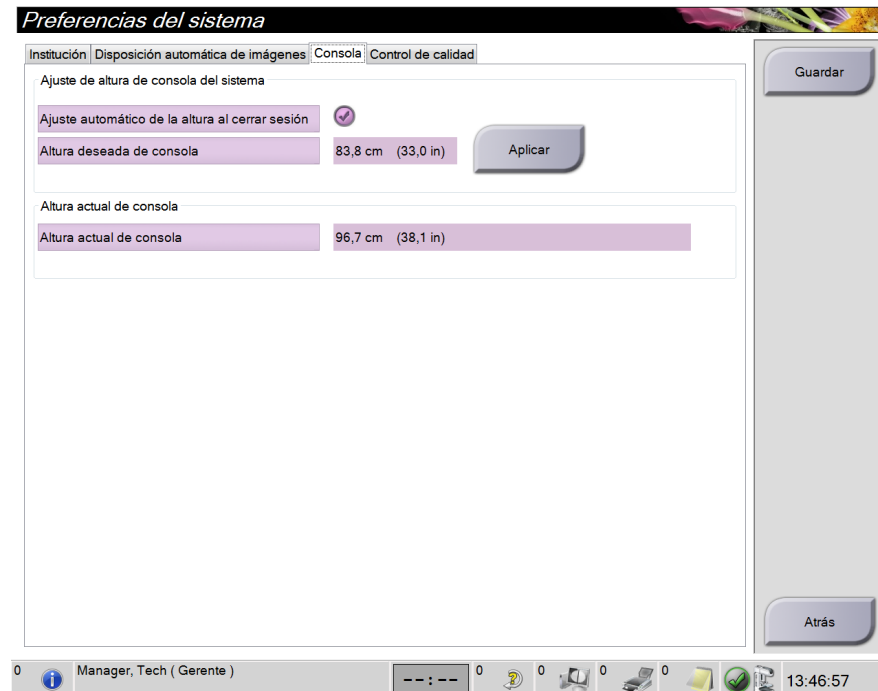 Preferencias del sistema
Institución Disposición automática de imágenes Consola Control de calidad
Guardar
Ajuste de altura de consola del sistema
Ajuste automático de la altura al cerrar sesión
Altura deseada de consola 83,8 cm (33,0 in) Aplicar
Altura actual de consola
Altura actual de consola 96,7 cm (38,1 in)
Atrás
0 Manager, Tech ( Gerente ) --:-- 0 0 0 0 13:46:57